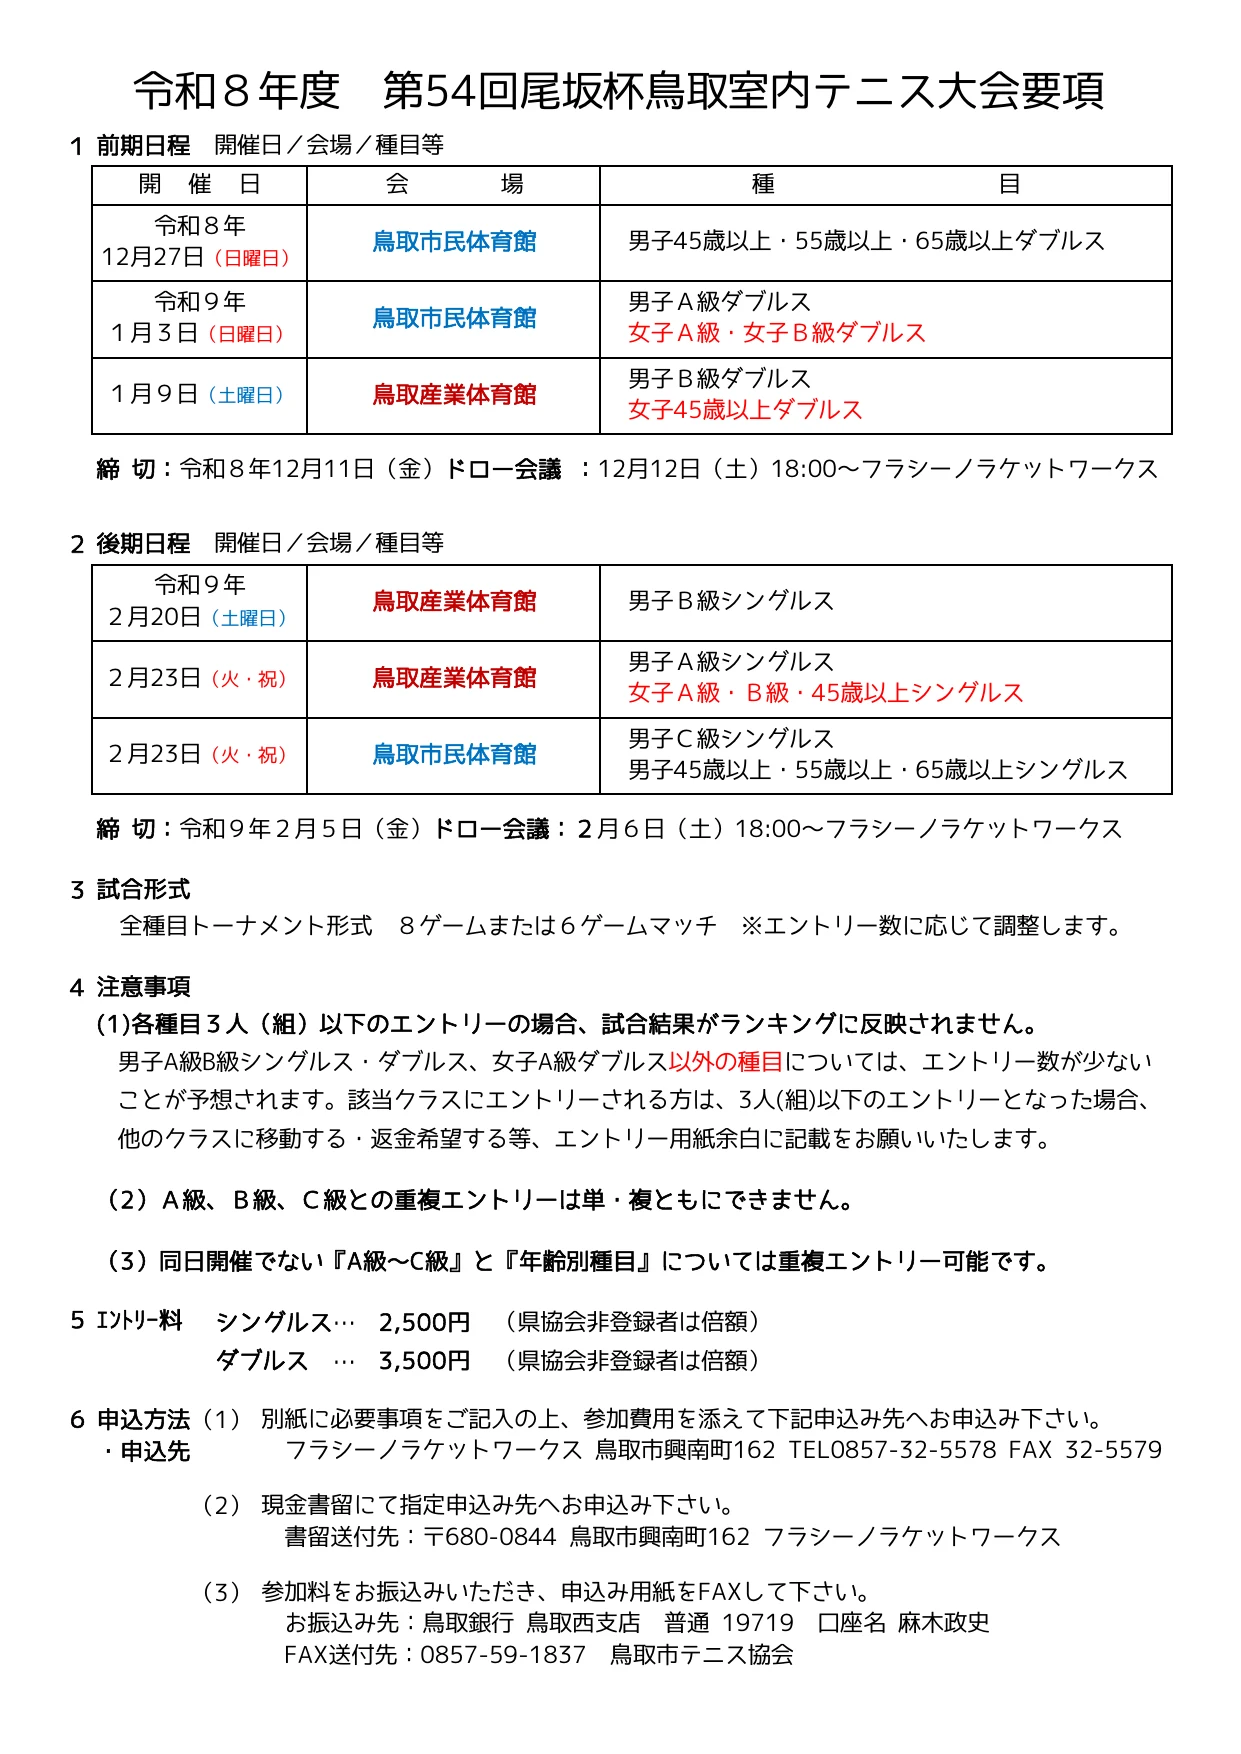 令和８年度　第54回尾坂杯鳥取室内テニス大会要項
1 前期日程　開催日／会場／種目等
開　催　日　会　　場　種　　目
令和８年
12月27日（日曜日）　鳥取市民体育館　男子45歳以上・55歳以上・65歳以上ダブルス
令和９年
１月３日（日曜日）　鳥取市民体育館　男子Ａ級ダブルス
女子Ａ級・女子Ｂ級ダブルス
１月９日（土曜日）　鳥取産業体育館　男子Ｂ級ダブルス
女子45歳以上ダブルス
締 切：令和８年12月11日（金）ドロー会議 ：12月12日（土）18:00～フラシーノラケットワークス
2 後期日程　開催日／会場／種目等
令和９年
２月20日（土曜日）　鳥取産業体育館　男子Ｂ級シングルス
２月23日（火・祝）　鳥取産業体育館　男子Ａ級シングルス
女子Ａ級・Ｂ級・45歳以上シングルス
２月23日（火・祝）　鳥取市民体育館　男子Ｃ級シングルス
男子45歳以上・55歳以上・65歳以上シングルス
締 切：令和９年２月５日（金）ドロー会議：２月６日（土）18:00～フラシーノラケットワークス
3 試合形式
全種目トーナメント形式　８ゲームまたは６ゲームマッチ　※エントリー数に応じて調整します。
4 注意事項
(1)各種目３人（組）以下のエントリーの場合、試合結果がランキングに反映されません。
男子A級B級シングルス・ダブルス、女子A級ダブルス以外の種目については、エントリー数が少ない
ことが予想されます。該当クラスにエントリーされる方は、3人(組)以下のエントリーとなった場合、
他のクラスに移動する・返金希望する等、エントリー用紙余白に記載をお願いいたします。
（2）Ａ級、Ｂ級、Ｃ級との重複エントリーは単・複ともにできません。
（3）同日開催でない『A級～C級』と『年齢別種目』については重複エントリー可能です。
5 ｴﾝﾄﾘｰ料　シングルス…　2,500円　（県協会非登録者は倍額）
ダブルス　…　3,500円　（県協会非登録者は倍額）
6 申込方法（1） 別紙に必要事項をご記入の上、参加費用を添えて下記申込み先へお申込み下さい。
・申込先　フラシーノラケットワークス 鳥取市興南町162 TEL0857-32-5578 FAX 32-5579
（2） 現金書留にて指定申込み先へお申込み下さい。
書留送付先：〒680-0844 鳥取市興南町162 フラシーノラケットワークス
（3） 参加料をお振込みいただき、申込み用紙をFAXして下さい。
お振込み先：鳥取銀行 鳥取西支店　普通 19719　口座名 麻木政史
FAX送付先：0857-59-1837　鳥取市テニス協会